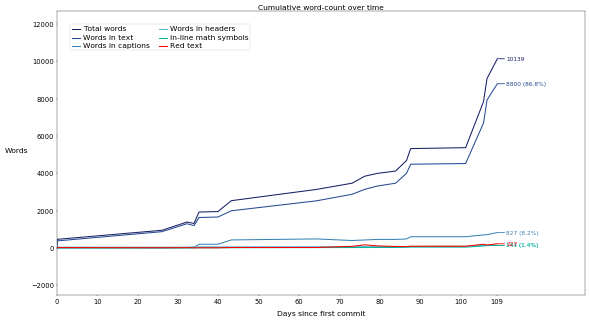 Cumulative word-count over time
Total words
Words in text
Words in captions
Words in headers
In-line math symbols
Red text
12000
10000
8000
6000
4000
2000
0
−2000
Words
10139
8800 (86.8%)
827 (8.2%)
(1.4%)
0
10
20
30
40
50
60
70
80
90
100
109
Days since first commit